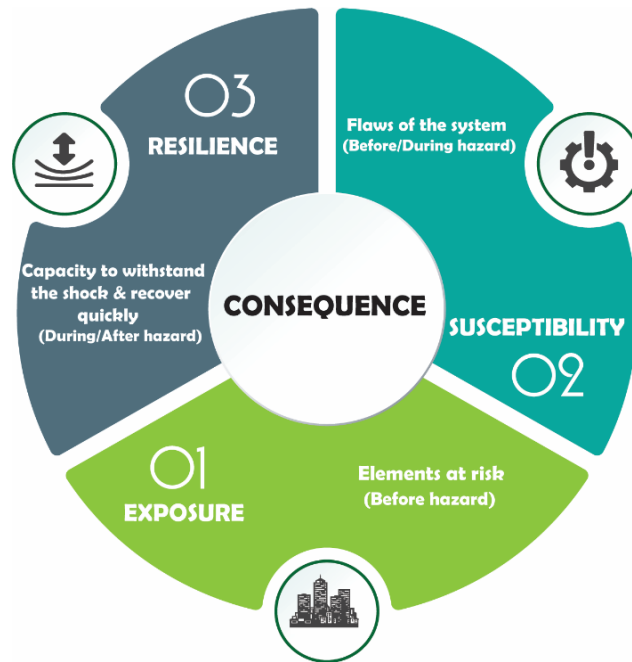 03
RESILIENCE
Capacity to withstand
the shock & recover
quickly
(During/After hazard)
Flaws of the system
(Before/During hazard)
SUSCEPTIBILITY
02
CONSEQUENCE
01
EXPOSURE
Elements at risk
(Before hazard)